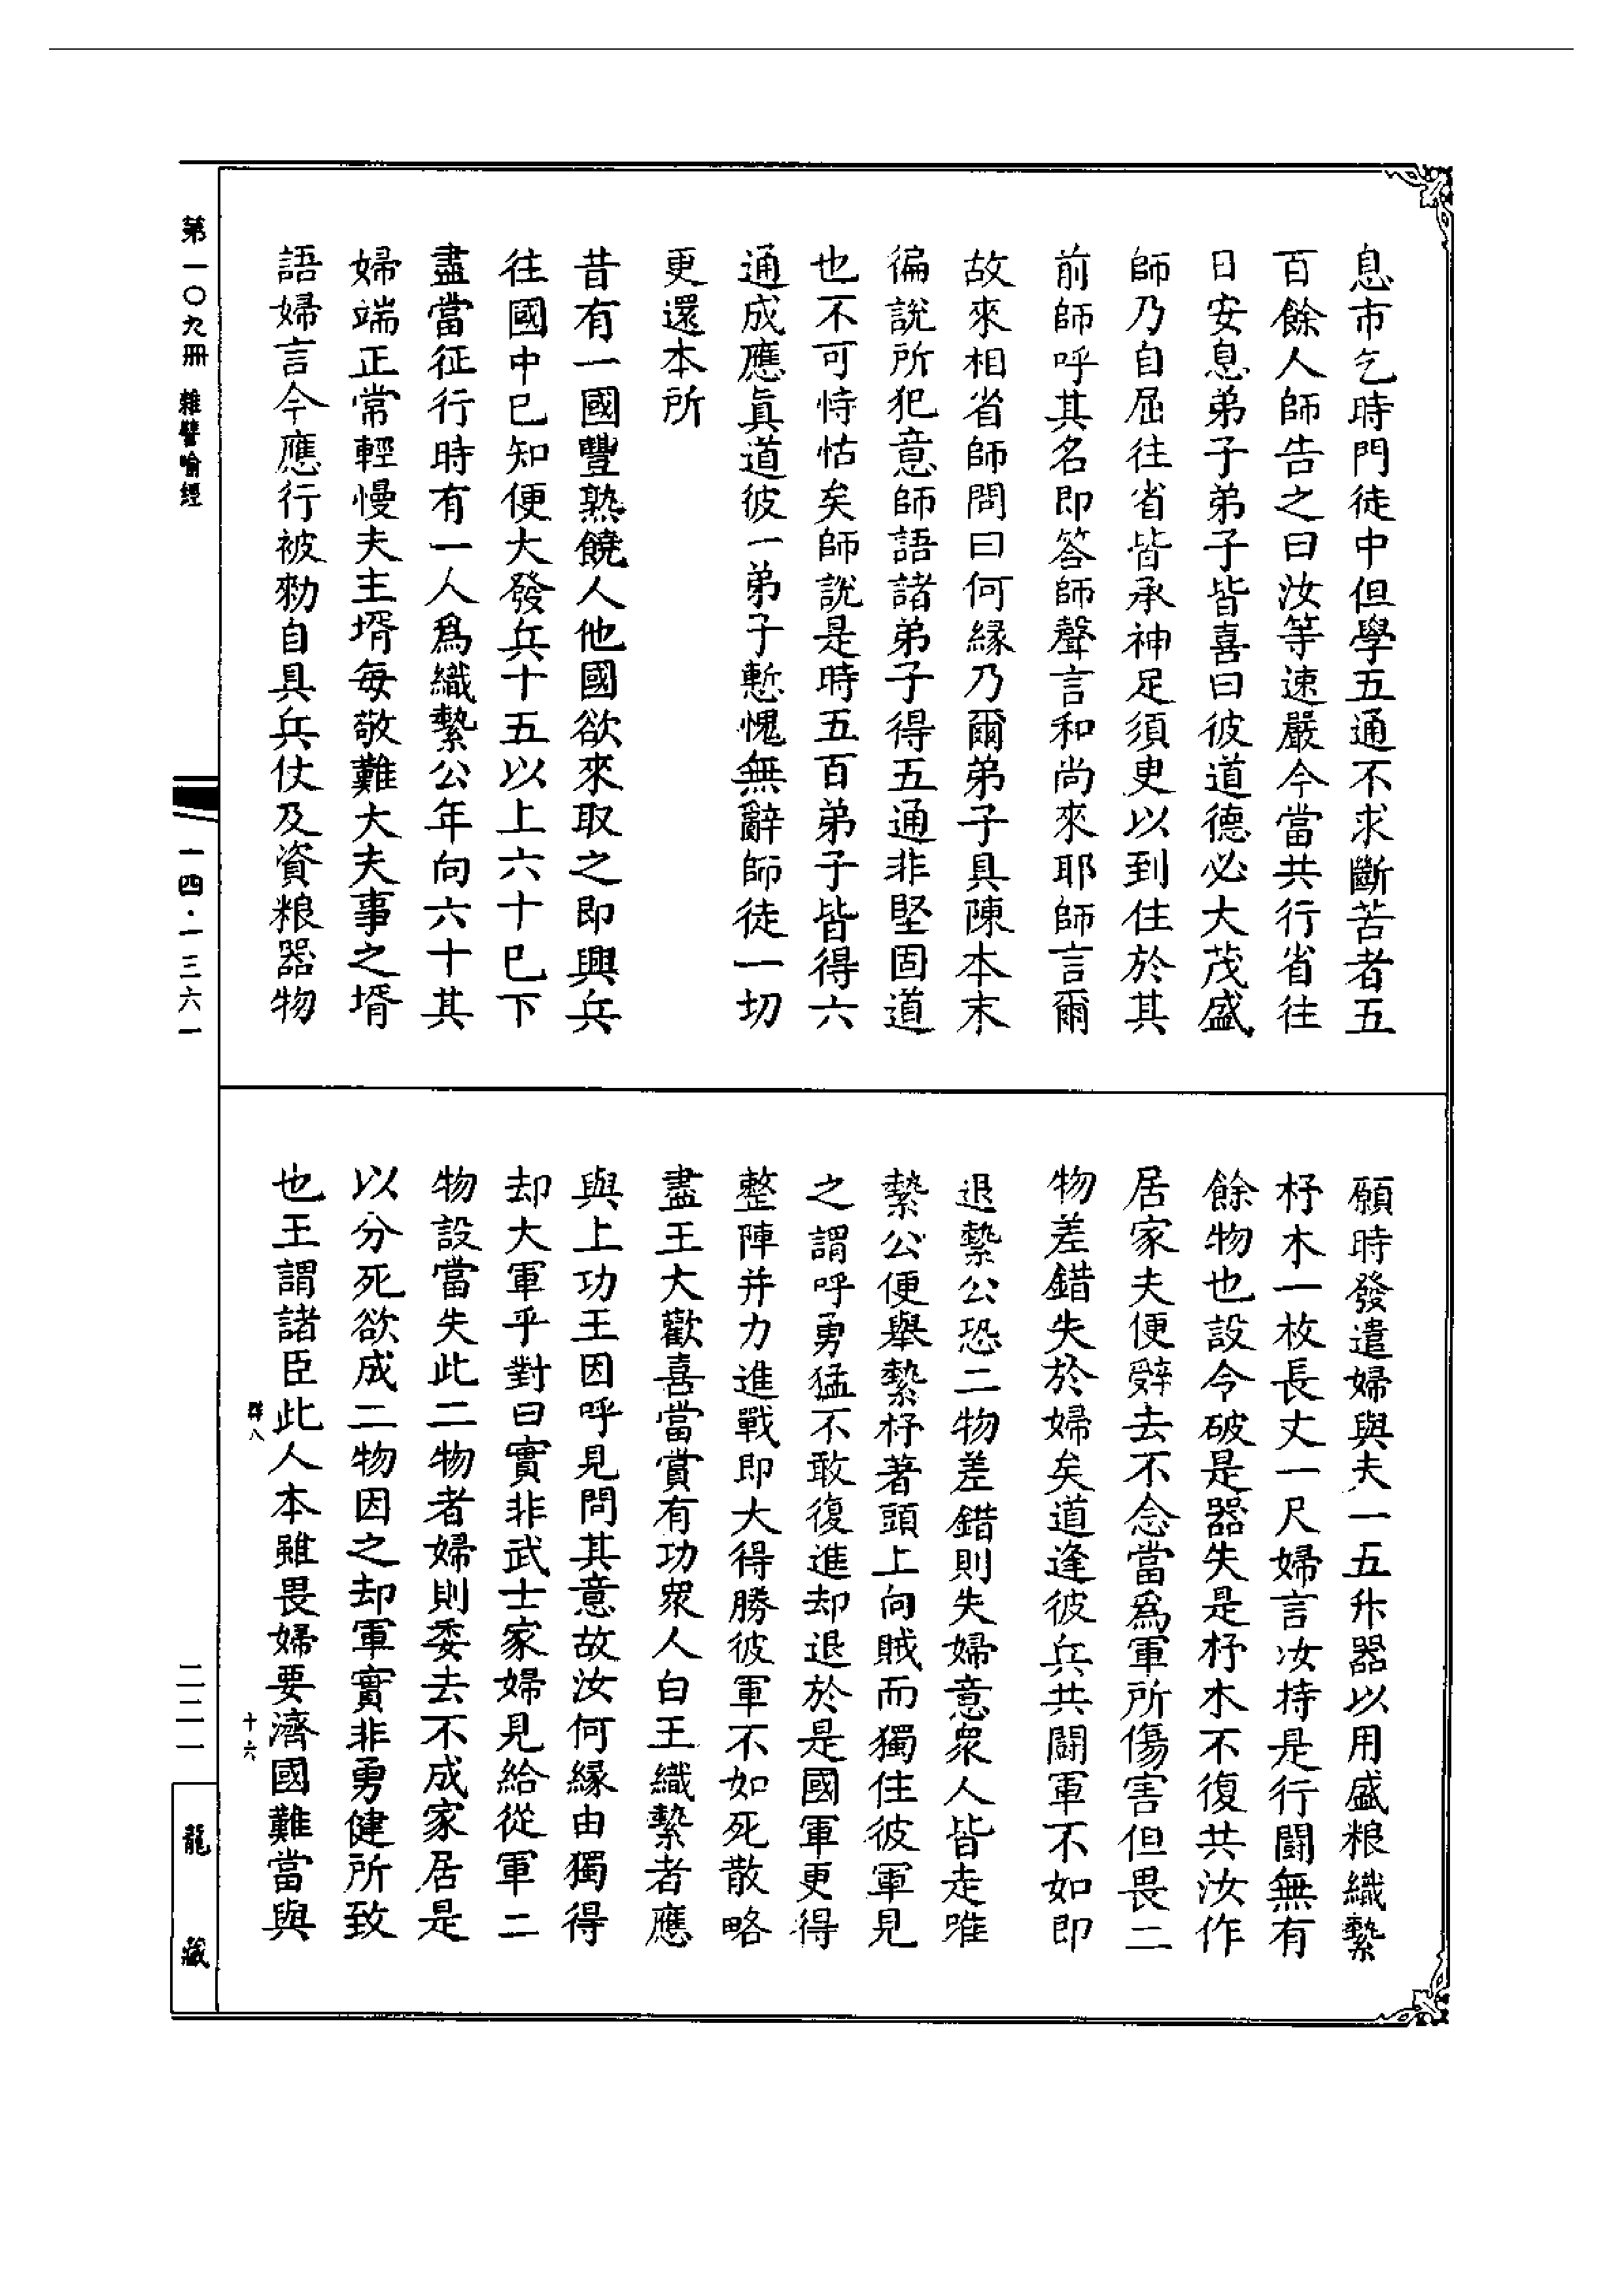 息市乞時門徒中但學五通不求斷苦者五
百餘人師告之曰汝等速嚴今當共行省往
日安息弟子弟子皆喜曰彼道德必大茂盛
師乃自屈往省皆承神足須更以到住於其
前師呼其名即答師聲言和尚來耶師言爾
故來相省師問曰何緣乃爾弟子具陳本末
徧說所犯意師語諸弟子得五通非堅固道
也不可恃怙矣師說是時五百弟子皆得六
通成應眞道彼一弟子慙愧無辭師徒一切
更還本所
昔有一國豐熟饒人他國欲來取之即興兵
往國中已知便大發兵十五以上六十已下
盡當征行時有一人爲織縶公年向六十其
婦端正常輕慢夫主壻每敬難大夫事之壻
語婦言今應行被勑自具兵仗及資粮器物
願時發遣婦與夫一五升器以用盛粮織縶
杼木一枚長丈一尺婦言汝持是行鬪無有
餘物也設令破是器失是杼木不復共汝作
居家夫便辭去不念當爲軍所傷害但畏二
物差錯失於婦矣道逢彼兵共鬪軍不如即
退縶公恐二物差錯則失婦意衆人皆走唯
縶公便舉縶杼著頭上向賊而獨住彼軍見
之謂呼勇猛不敢復進却退於是國軍更得
整陣并力進戰即大得勝彼軍不如死散略
盡王大歡喜當賞有功衆人白王織縶者應
與上功王因呼見問其意故汝何緣由獨得
却大軍乎對曰實非武士家婦見給從軍二
物設當失此二物者婦則委去不成家居是
以分死欲成二物因之却軍實非勇健所致
也王謂諸臣此人本雖畏婦要濟國難當與
群八
十六
第一〇九冊 雜譬喻經
一四·一三六一
二二一
龍藏